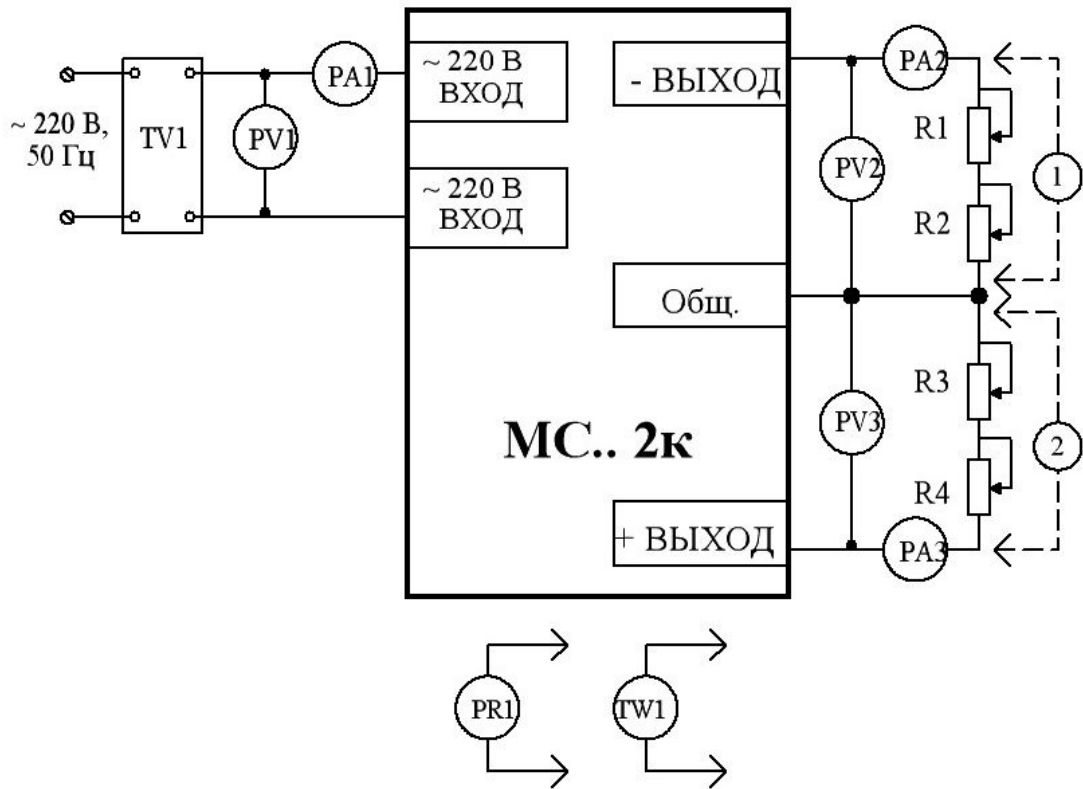 ~ 220 В,
50 Гц
TV1
PV1
PA1
~ 220 В
ВХОД
~ 220 В
ВХОД
- ВЫХОД
Общ.
+ ВЫХОД
МС.. 2к
PV2
PV3
PA2
PA3
R1
R2
R3
R4
1
2
PR1
TW1